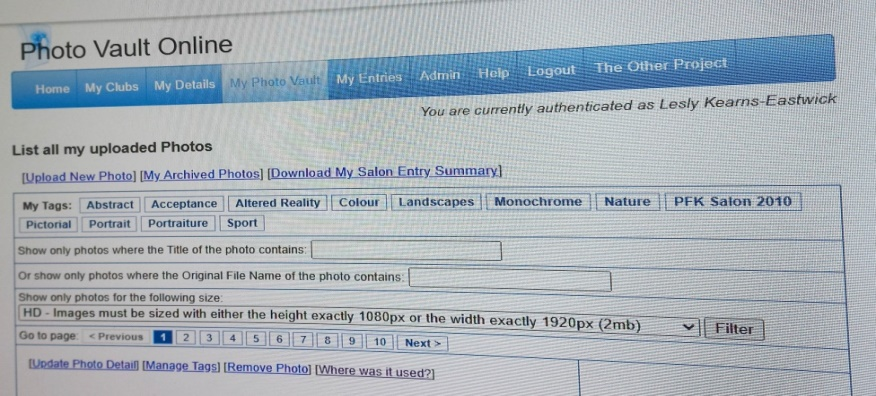 Photo Vault Online
Home My Clubs My Details My Photo Vault My Entries Admin Help Logout The Other Project
You are currently authenticated as Lesly Kearns-Eastwick
List all my uploaded Photos
[Upload New Photo] [My Archived Photos] [Download My Salon Entry Summary]
My Tags: Abstract Acceptance Altered Reality Colour Landscapes Monochrome Nature PFK Salon 2010
Pictorial Portrait Portraiture Sport
Show only photos where the Title of the photo contains:
Or show only photos where the Original File Name of the photo contains:
Show only photos for the following size:
HD - Images must be sized with either the height exactly 1080px or the width exactly 1920px (2mb) Filter
Go to page: < Previous 1 2 3 4 5 6 7 8 9 10 Next >
[Update Photo Detail] [Manage Tags] [Remove Photo] [Where was it used?]